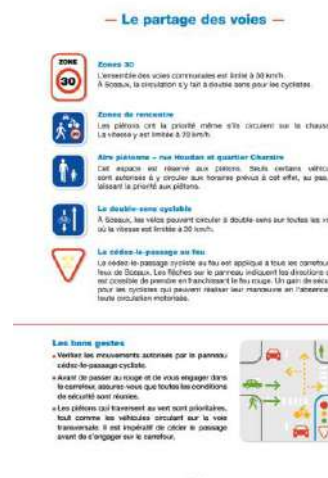 — Le partage des voies —
ZONE
30
Zones 30
L'ensemble des voies communales est limité à 30 km/h.
À Sceaux, la circulation s'y fait à double sens pour les cyclistes.
Zones de rencontre
Les piétons ont la priorité même s'ils circulent sur la chaus
La vitesse y est limitée à 20 km/h.
Aire piétonne – rue Houdan et quartier Charaire
Cet espace est réservé aux piétons. Seuls certains véhicu
sont autorisés à y circuler aux horaires prévus à cet effet, au pas,
laissant la priorité aux piétons.
Le double-sens cyclable
À Sceaux, les vélos peuvent circuler à double-sens sur toutes les vo
où la vitesse est limitée à 30 km/h.
Le cédez-le-passage au feu
Le cédez-le-passage cycliste au feu est appliqué à tous les carrefou
feux de Sceaux. Les flèches sur le panneau indiquent les directions
est possible de prendre en franchissant le feu rouge. Un gain de sécu
pour les cyclistes qui peuvent réaliser leur manœuvre en l'absence
toute circulation motorisée.
Les bons gestes
Vérifiez les mouvements autorisés par le panneau
cédez-le-passage cycliste.
Avant de passer au rouge et de vous engager dans
le carrefour, assurez-vous que toutes les conditions
de sécurité sont réunies.
Les piétons qui traversent au vert sont prioritaires,
tout comme les véhicules circulant sur la voie
transversale. Il est impératif de céder le passage
avant de s'engager sur le carrefour.